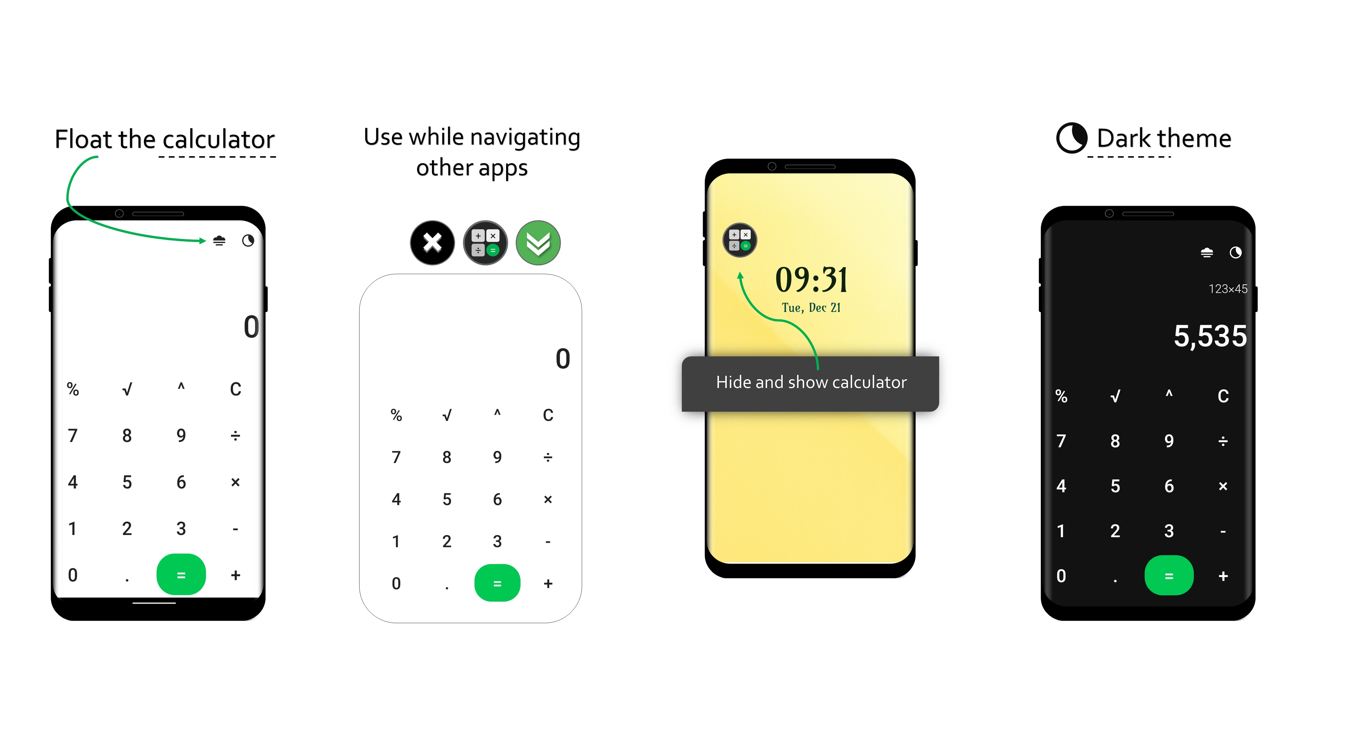 Float the calculator
0
% √ ^ C
7 8 9 ÷
4 5 6 ×
1 2 3 -
0 . = +
Use while navigating
other apps
+ ×
÷ =
0
% √ ^ C
7 8 9 ÷
4 5 6 ×
1 2 3 -
0 . = +
+ ×
÷ =
09:31
Tue, Dec 21
Hide and show calculator
Dark theme
123×45
5,535
% √ ^ C
7 8 9 ÷
4 5 6 ×
1 2 3 -
0 . = +